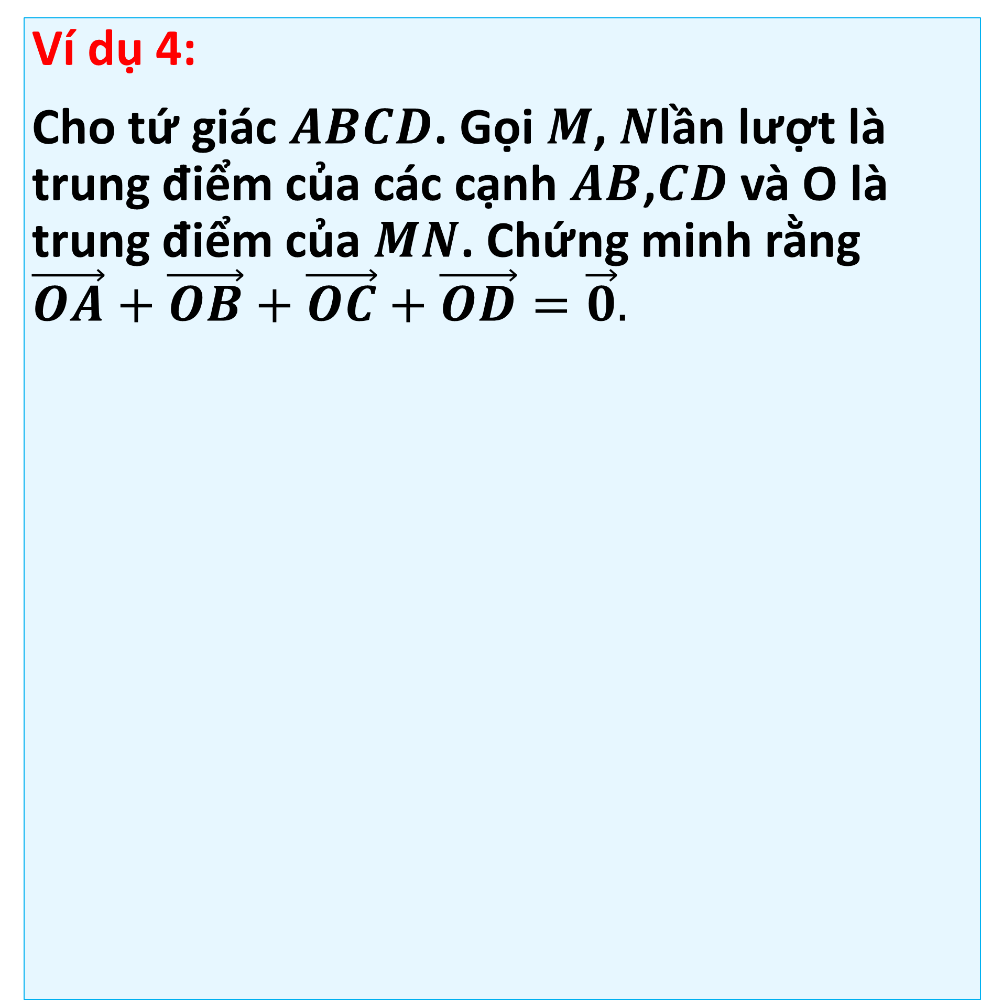 Ví dụ 4:
Cho tứ giác ABCD. Gọi M, N lần lượt là
trung điểm của các cạnh AB,CD và O là
trung điểm của MN. Chứng minh rằng
$\overrightarrow{OA} + \overrightarrow{OB} + \overrightarrow{OC} + \overrightarrow{OD} = \overrightarrow{0}$.